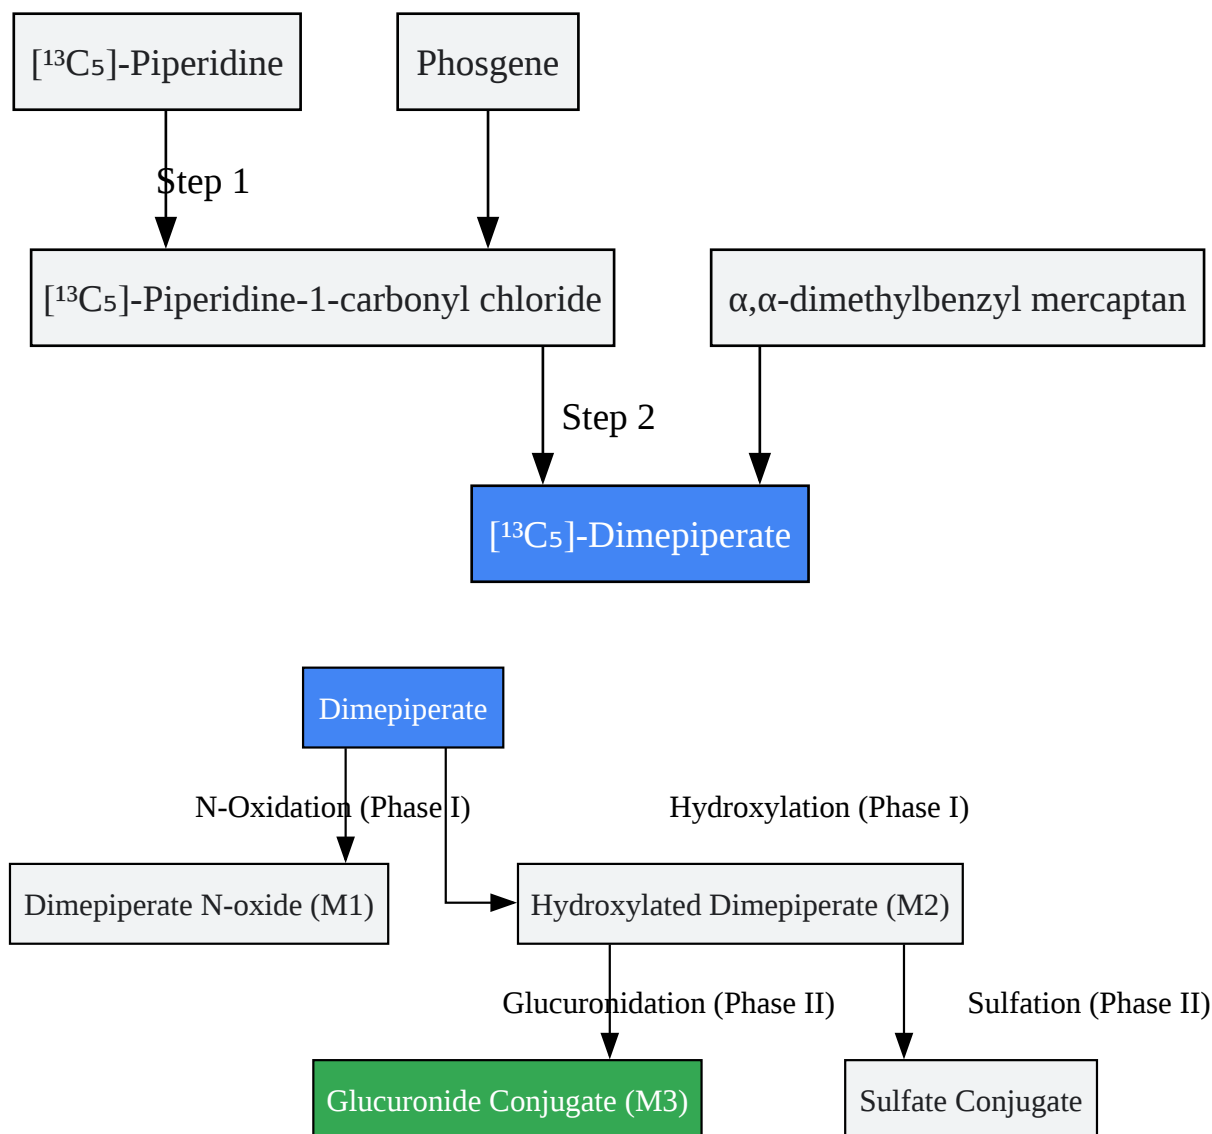 [¹³C₅]-Piperidine
Phosgene
Step 1
[¹³C₅]-Piperidine-1-carbonyl chloride
α,α-dimethylbenzyl mercaptan
Step 2
[¹³C₅]-Dimepiperate
Dimepiperate
N-Oxidation (Phase I)
Hydroxylation (Phase I)
Dimepiperate N-oxide (M1)
Hydroxylated Dimepiperate (M2)
Glucuronidation (Phase II)
Sulfation (Phase II)
Glucuronide Conjugate (M3)
Sulfate Conjugate